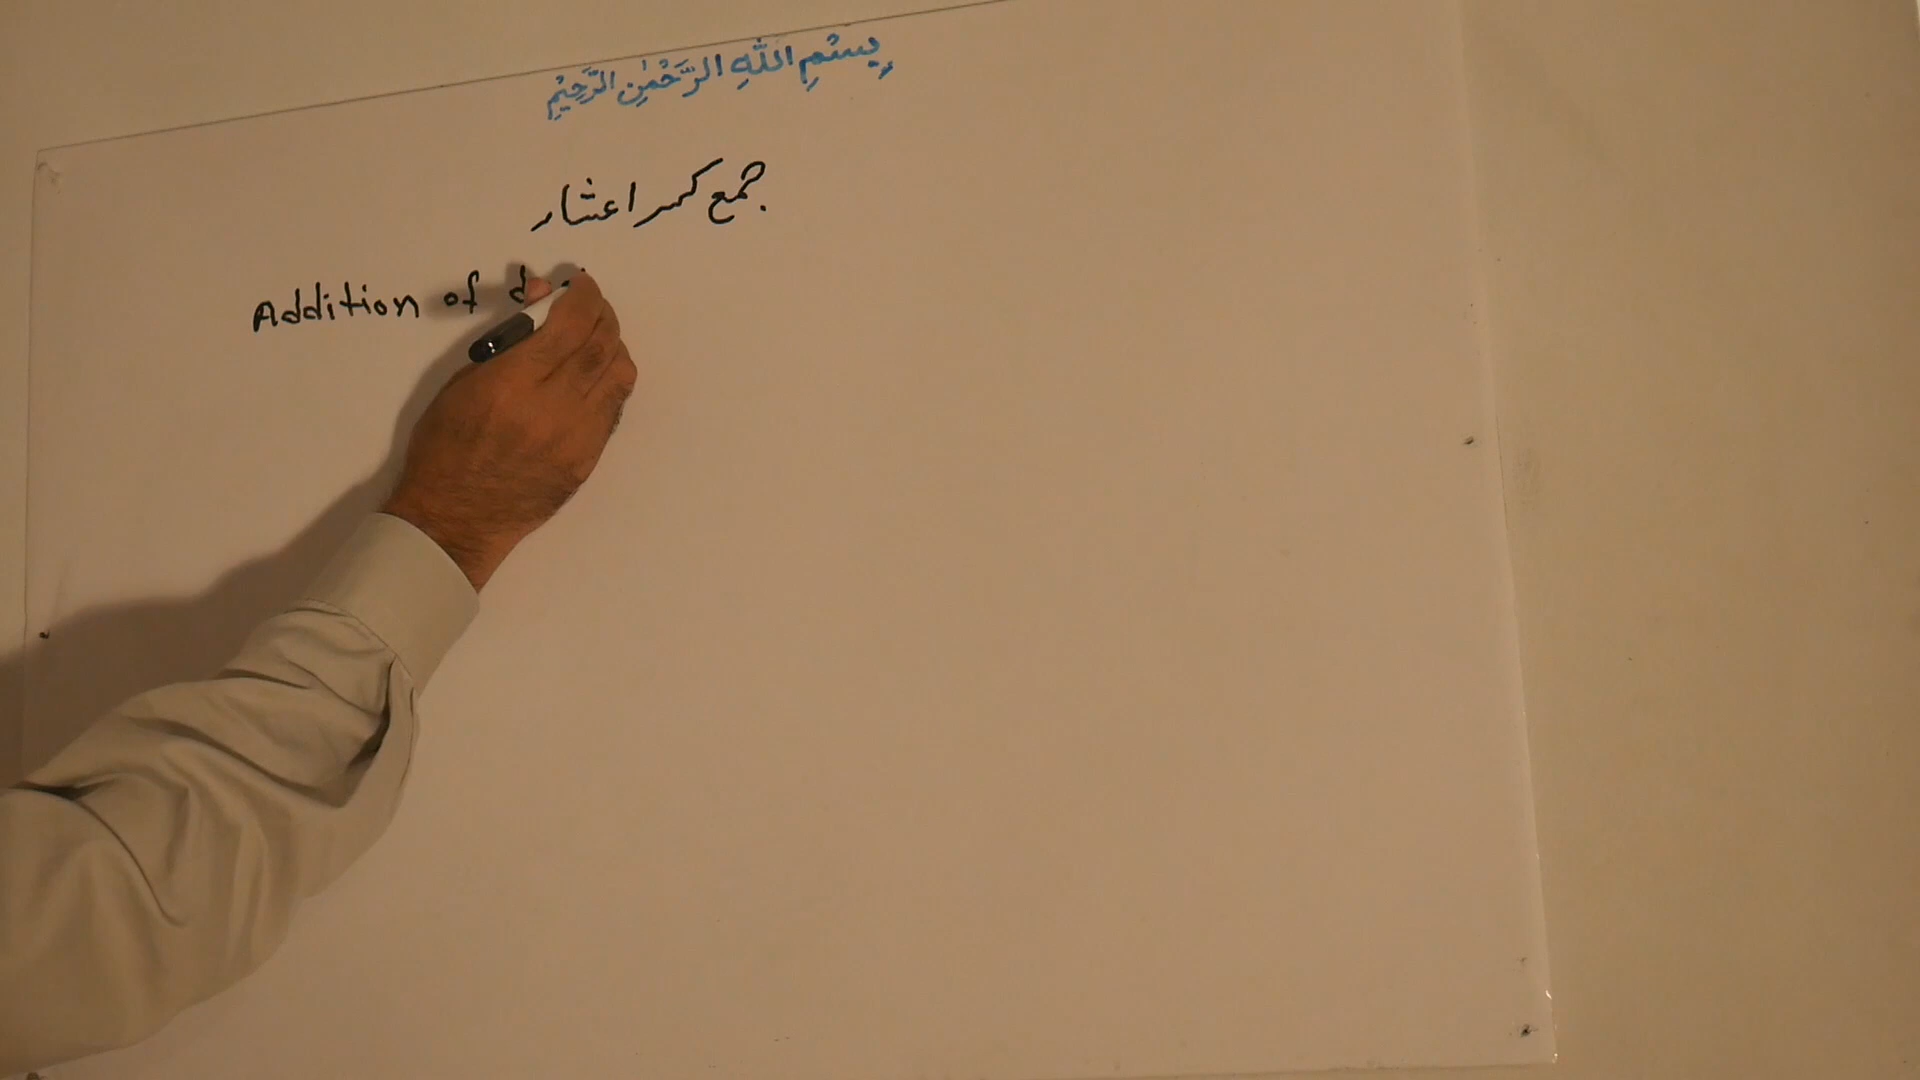 بِسْمِ اللّٰهِ الرَّحْمٰنِ الرَّحِيْمِ
جمع کسر اعشار
Addition of